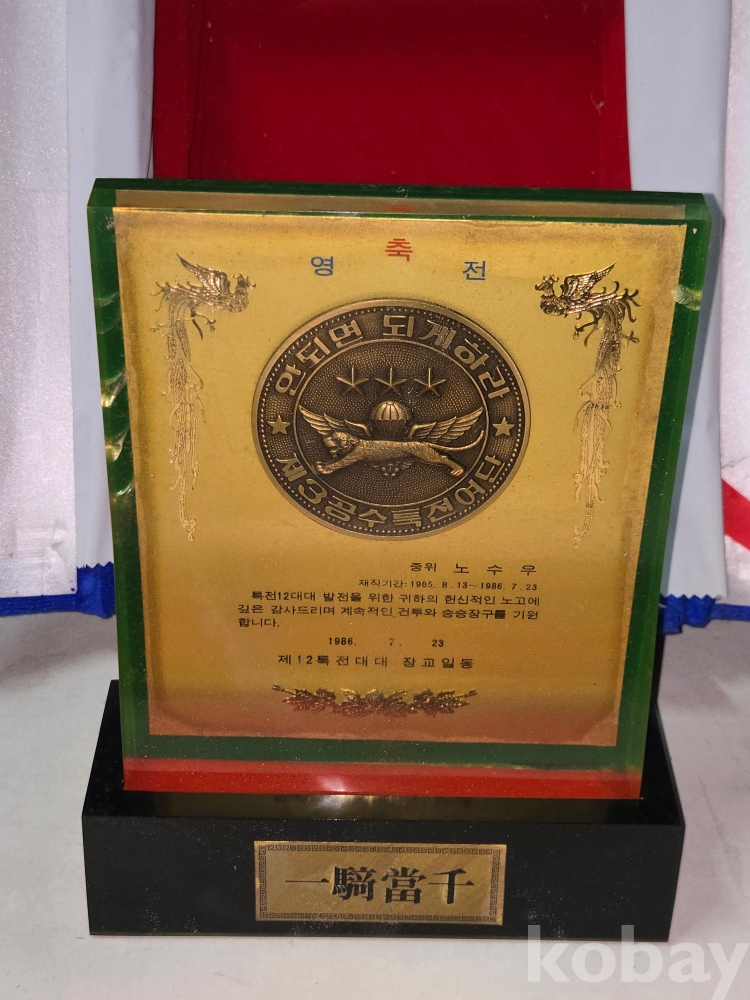 축
영 전
안되면 되게하라
제3공수특전여단
중위 노 수 우
재직기간: 1985. 8. 13~1986. 7. 23
특전12대대 발전을 위한 귀하의 헌신적인 노고에
깊은 감사드리며 계속적인 건투와 승승장구를 기원
합니다.
1986. 7. 23
제12특전대대 장교일동
一騎當千
kobay